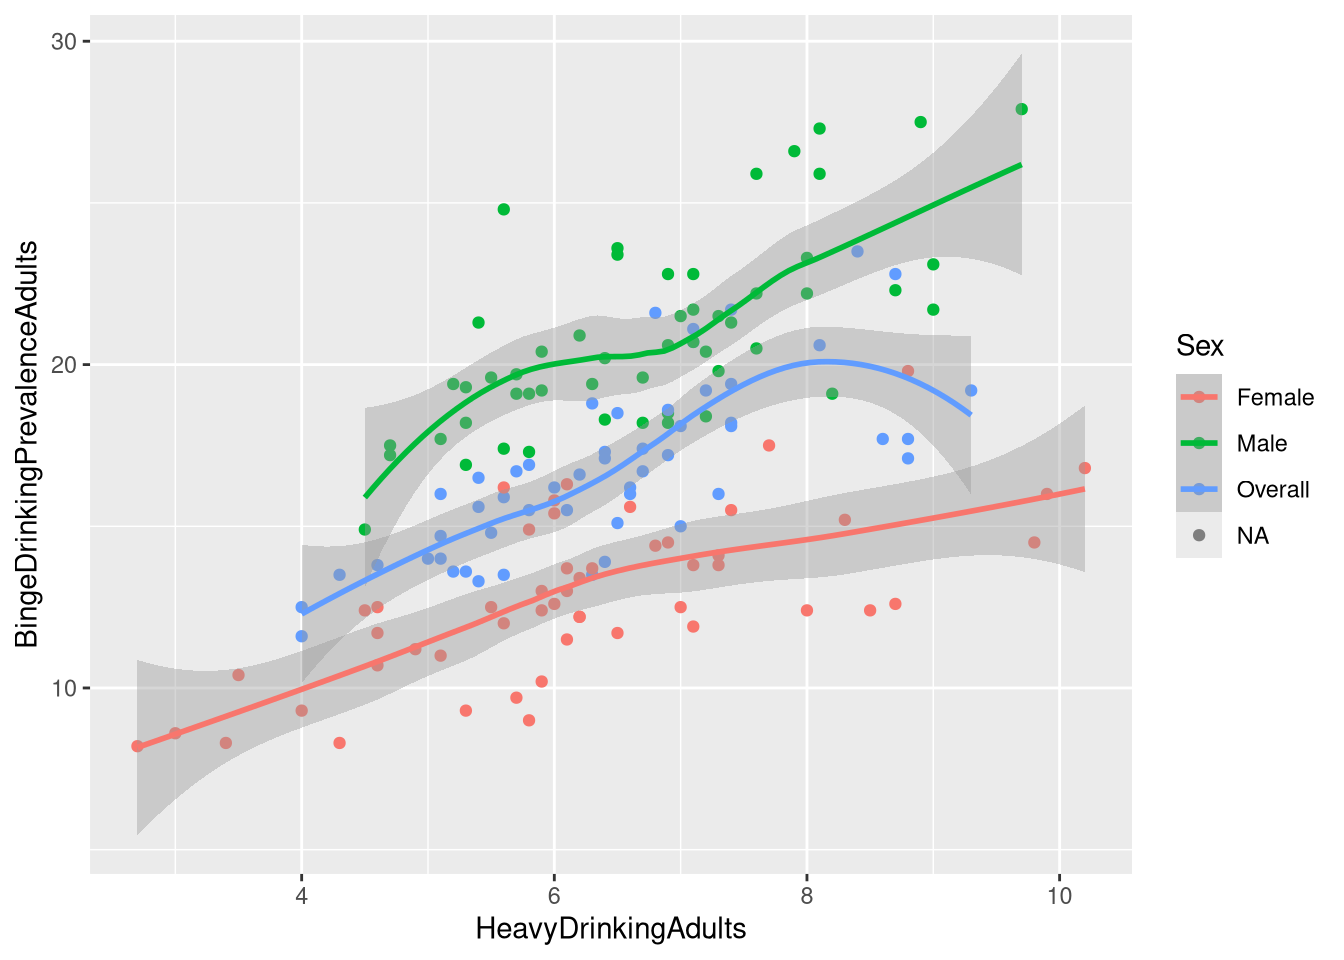 30
20
10
BingeDrinkingPrevalenceAdults
4 6 8 10
HeavyDrinkingAdults
Sex
Female
Male
Overall
NA